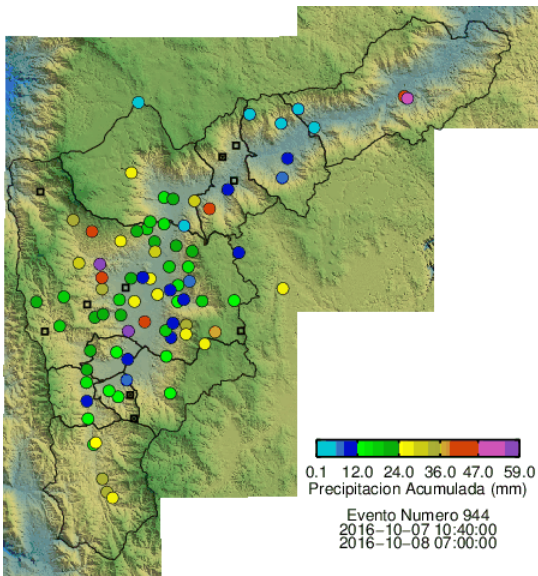 0.1 12.0 24.0 36.0 47.0 59.0
Precipitacion Acumulada (mm)
Evento Numero 944
2016-10-07 10:40:00
2016-10-08 07:00:00